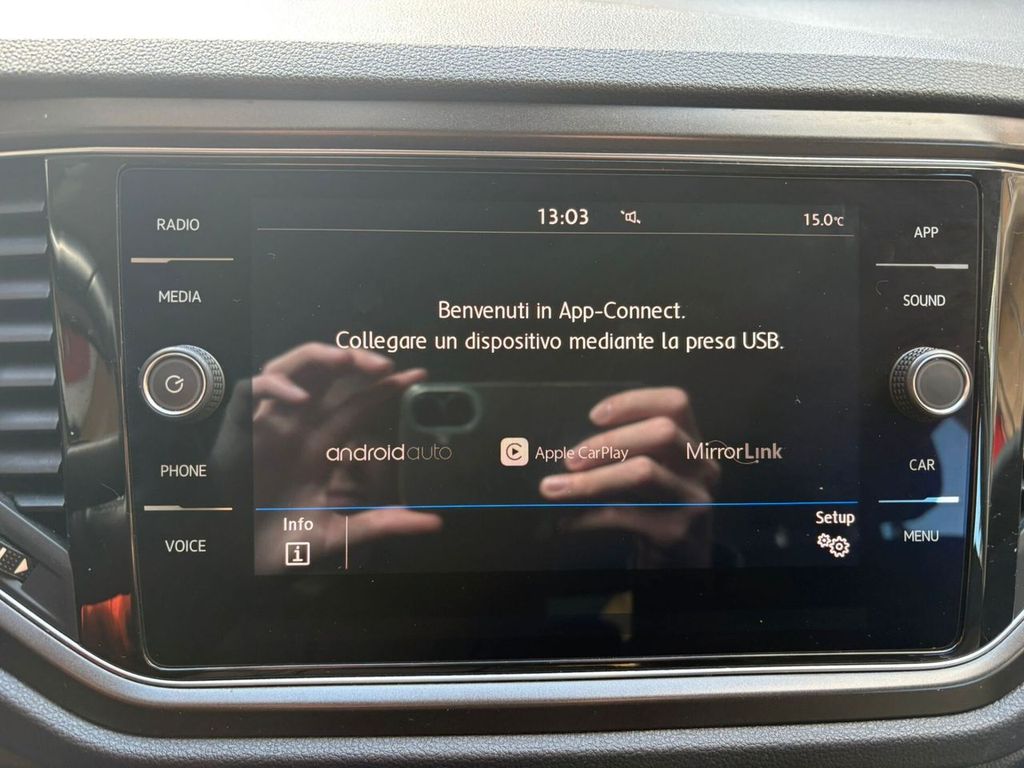 RADIO
MEDIA
PHONE
VOICE
13:03
15.0°C
Benvenuti in App-Connect.
Collegare un dispositivo mediante la presa USB.
androidauto
Apple CarPlay
MirrorLink
Info
Setup
APP
SOUND
CAR
MENU